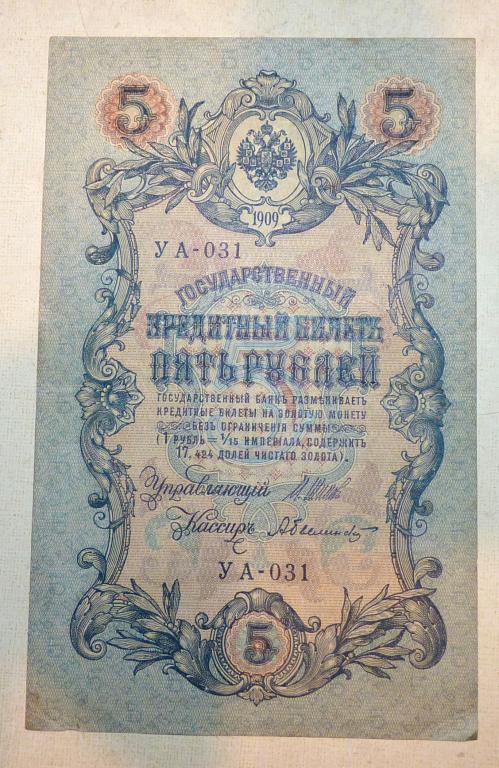 5 5
1909
УА-031
ГОСУДАРСТВЕННЫЙ
КРЕДИТНЫЙ БИЛЕТЪ
ПЯТЬ РУБЛЕЙ
ГОСУДАРСТВЕННЫЙ БАНКЪ РАЗМѢНИВАЕТЪ
КРЕДИТНЫЕ БИЛЕТЫ НА ЗОЛОТУЮ МОНЕТУ
БЕЗЪ ОГРАНИЧЕНІЯ СУММЫ
(1 РУБЛЬ = 1/15 ИМПЕРІАЛА, СОДЕРЖИТЪ
17,424 ДОЛЕЙ ЧИСТАГО ЗОЛОТА).
Управляющій
Кассиръ
УА-031
5